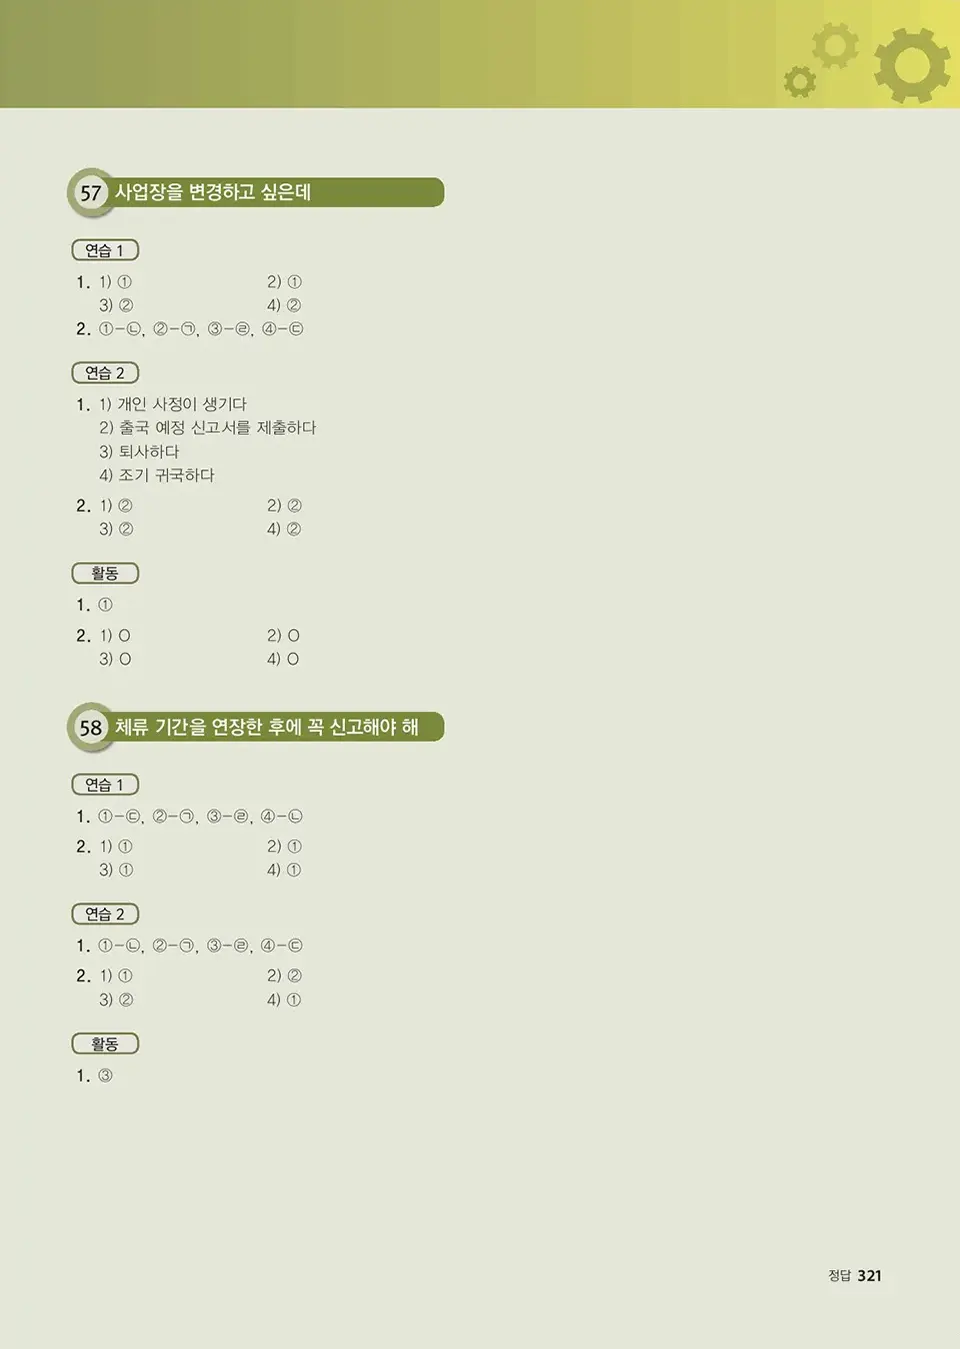 57 사업장을 변경하고 싶은데
연습 1
1. 1) ① 2) ①
3) ② 4) ②
2. ①-㉡, ②-㉠, ③-㉣, ④-㉢
연습 2
1. 1) 개인 사정이 생기다
2) 출국 예정 신고서를 제출하다
3) 퇴사하다
4) 조기 귀국하다
2. 1) ② 2) ②
3) ② 4) ②
활동
1. ①
2. 1) O 2) O
3) O 4) O
58 체류 기간을 연장한 후에 꼭 신고해야 해
연습 1
1. ①-㉢, ②-㉠, ③-㉣, ④-㉡
2. 1) ① 2) ①
3) ① 4) ①
연습 2
1. ①-㉡, ②-㉠, ③-㉣, ④-㉢
2. 1) ① 2) ②
3) ② 4) ①
활동
1. ③
정답 321